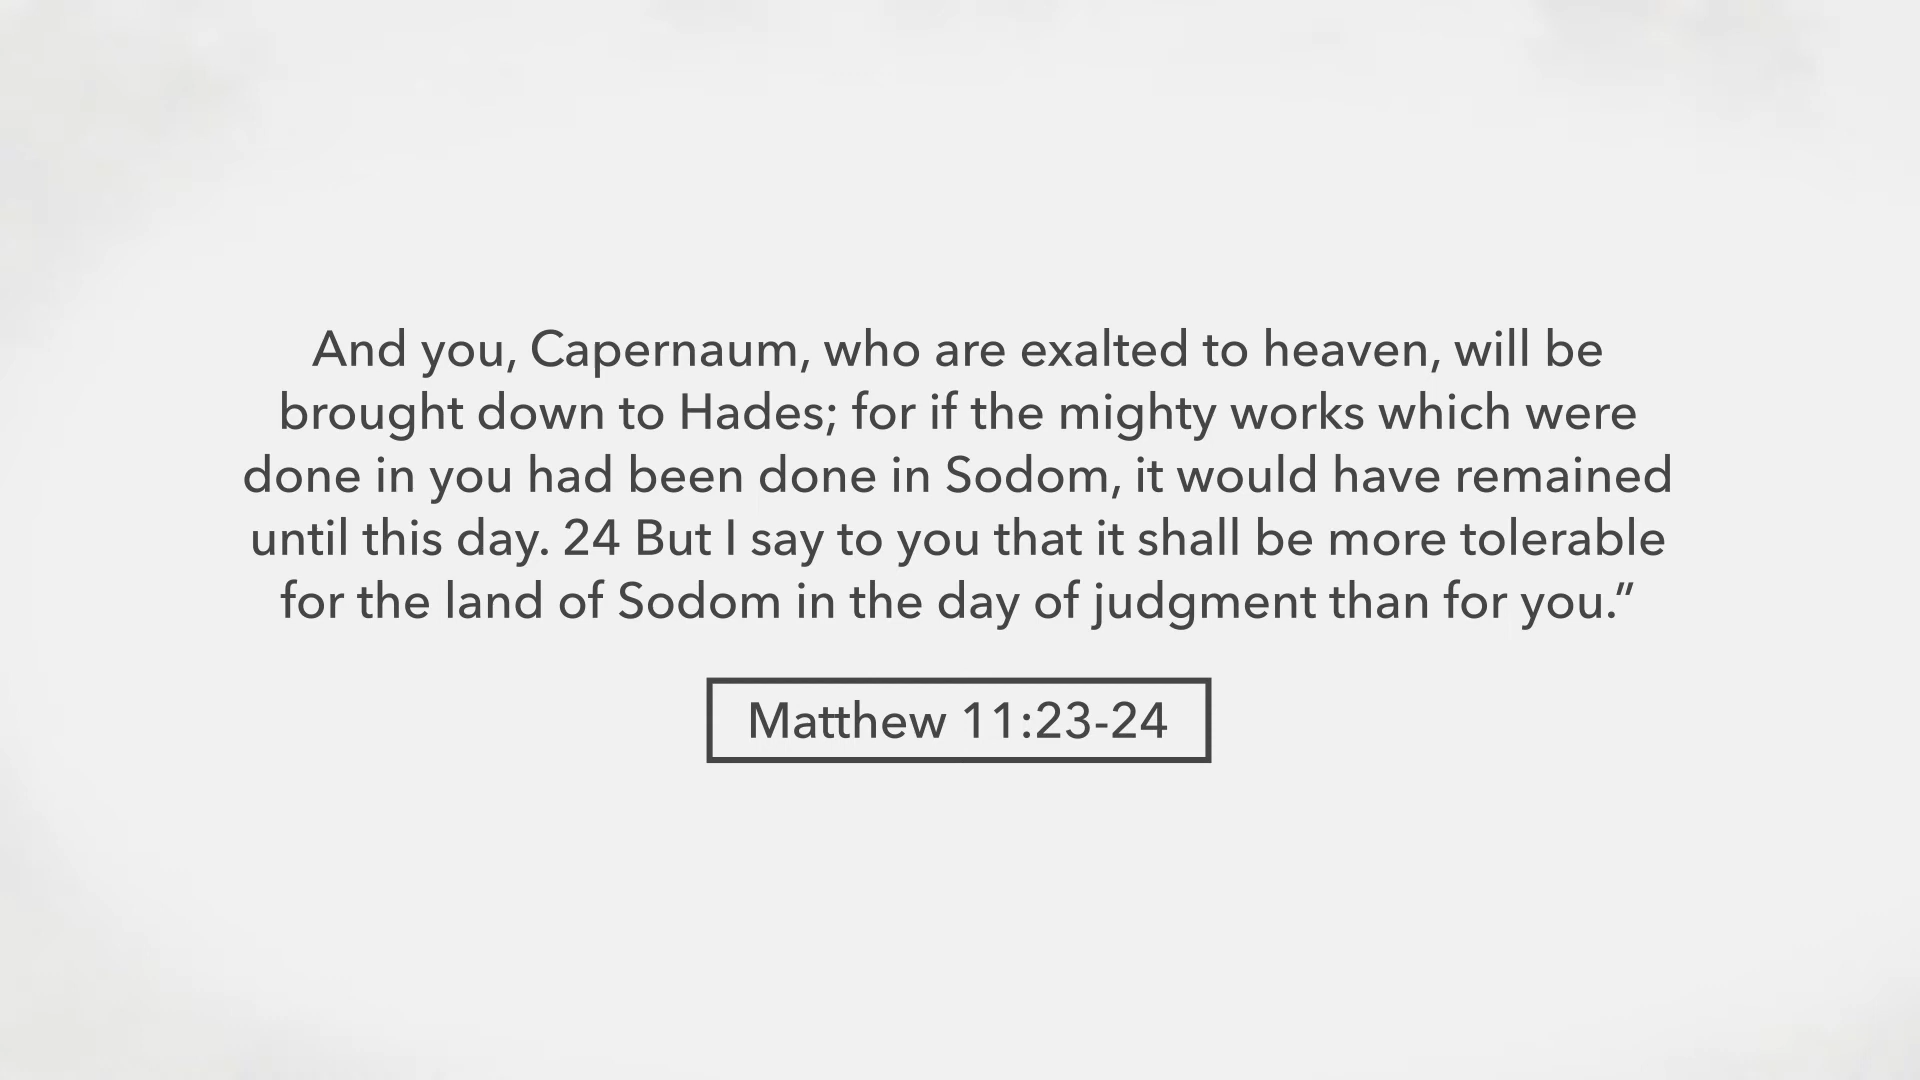 And you, Capernaum, who are exalted to heaven, will be
brought down to Hades; for if the mighty works which were
done in you had been done in Sodom, it would have remained
until this day. 24 But I say to you that it shall be more tolerable
for the land of Sodom in the day of judgment than for you.”
Matthew 11:23-24